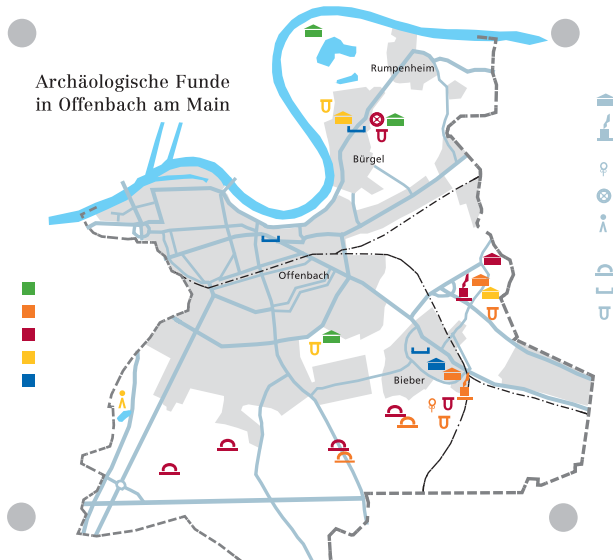 Archäologische Funde
in Offenbach am Main
Rumpenheim
Bürgel
Offenbach
Bieber